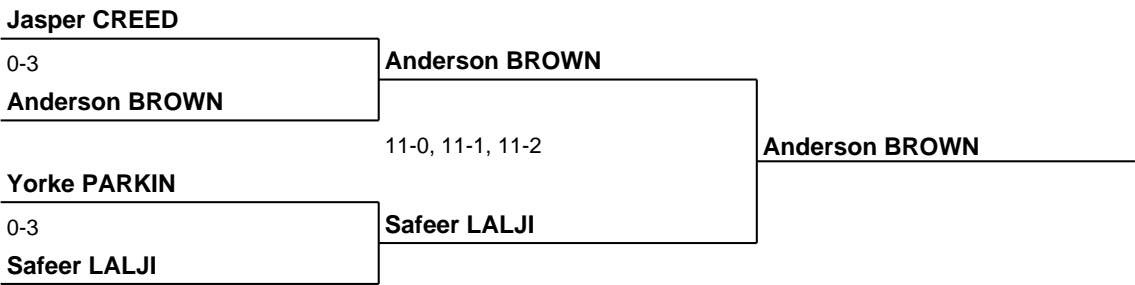 Jasper CREED
0-3
Anderson BROWN
Anderson BROWN
11-0, 11-1, 11-2
Anderson BROWN
Yorke PARKIN
0-3
Safeer LALJI
Safeer LALJI